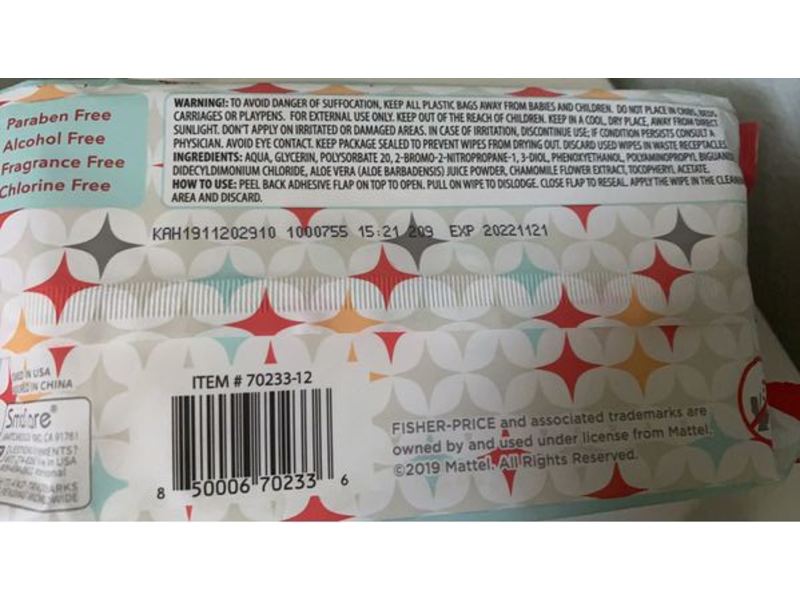 Paraben Free
Alcohol Free
Fragrance Free
Chlorine Free
WARNING!: TO AVOID DANGER OF SUFFOCATION, KEEP ALL PLASTIC BAGS AWAY FROM BABIES AND CHILDREN. DO NOT PLACE IN CRIBS, BEDS,
CARRIAGES OR PLAYPENS. FOR EXTERNAL USE ONLY. KEEP OUT OF THE REACH OF CHILDREN. KEEP IN A COOL, DRY PLACE, AWAY FROM DIRECT
SUNLIGHT. DON'T APPLY ON IRRITATED OR DAMAGED AREAS. IN CASE OF IRRITATION, DISCONTINUE USE; IF CONDITION PERSISTS CONSULT A
PHYSICIAN. AVOID EYE CONTACT. KEEP PACKAGE SEALED TO PREVENT WIPES FROM DRYING OUT. DISCARD USED WIPES IN WASTE RECEPTACLES.
INGREDIENTS: AQUA, GLYCERIN, POLYSORBATE 20, 2-BROMO-2-NITROPROPANE-1, 3-DIOL, PHENOXYETHANOL, POLYAMINOPROPYL BIGUANID
DIDECYLDIMONIUM CHLORIDE, ALOE VERA (ALOE BARBADENSIS) JUICE POWDER, CHAMOMILE FLOWER EXTRACT, TOCOPHERYL ACETATE.
HOW TO USE: PEEL BACK ADHESIVE FLAP ON TOP TO OPEN. PULL ON WIPE TO DISLODGE. CLOSE FLAP TO RESEAL. APPLY THE WIPE IN THE CLEANIN
AREA AND DISCARD.
KAH1911202910 1000755 15:21 209 EXP 20221121
IN USA
IN CHINA
ITEM # 70233-12
8 50006 70233 6
CA 91761
IN USA
FISHER-PRICE and associated trademarks are
owned by and used under license from Mattel.
©2019 Mattel. All Rights Reserved.